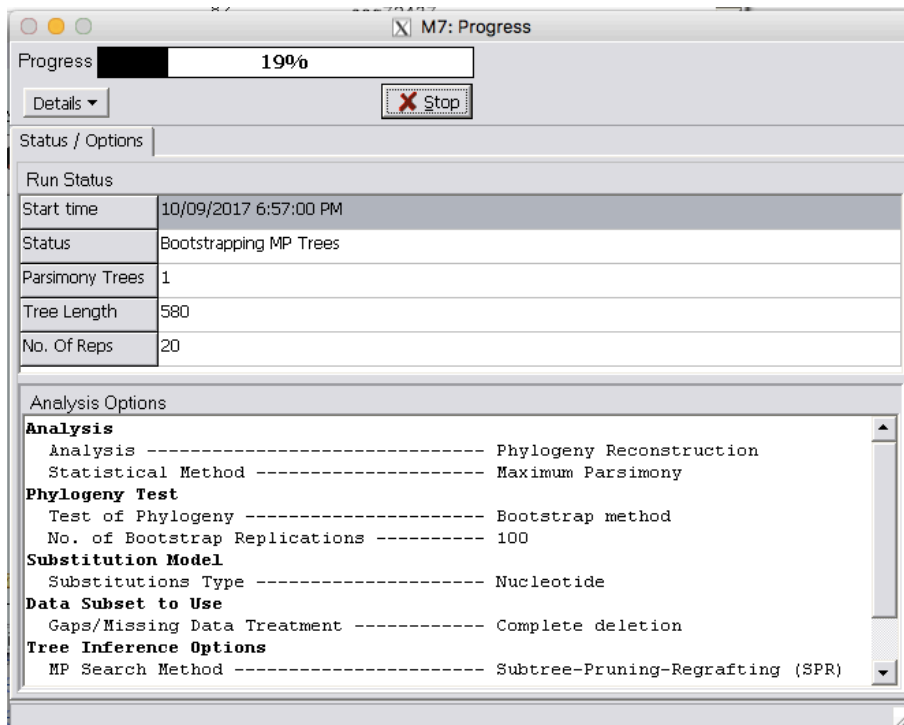 M7: Progress
Progress 19%
Details
Stop
Status / Options
Run Status
Start time 10/09/2017 6:57:00 PM
Status Bootstrapping MP Trees
Parsimony Trees 1
Tree Length 580
No. Of Reps 20
Analysis Options
Analysis
Analysis ------------------------------- Phylogeny Reconstruction
Statistical Method --------------------- Maximum Parsimony
Phylogeny Test
Test of Phylogeny ---------------------- Bootstrap method
No. of Bootstrap Replications ---------- 100
Substitution Model
Substitutions Type --------------------- Nucleotide
Data Subset to Use
Gaps/Missing Data Treatment ------------ Complete deletion
Tree Inference Options
MP Search Method ----------------------- Subtree-Pruning-Regrafting (SPR)